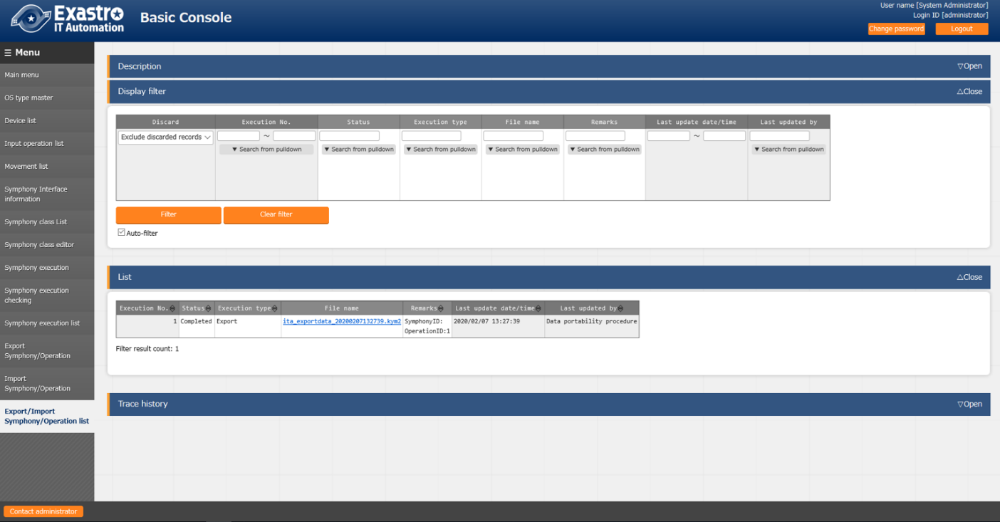 Exastro
IT Automation
Basic Console
User name [System Administrator]
Login ID [administrator]
Change password
Logout
☰ Menu
Main menu
OS type master
Device list
Input operation list
Movement list
Symphony Interface
information
Symphony class List
Symphony class editor
Symphony execution
Symphony execution
checking
Symphony execution list
Export
Symphony/Operation
Import
Symphony/Operation
Export/Import
Symphony/Operation list
Contact administrator
Description
▽Open
Display filter
△Close
Discard Execution No. Status Execution type File name Remarks Last update date/time Last updated by
Exclude discarded records ~ ~
▼ Search from pulldown ▼ Search from pulldown ▼ Search from pulldown ▼ Search from pulldown ▼ Search from pulldown ▼ Search from pulldown
Filter
Clear filter
Auto-filter
List
△Close
Execution No. Status Execution type File name Remarks Last update date/time Last updated by
1 Completed Export ita_exportdata_20200207132739.kym2 SymphonyID: 2020/02/07 13:27:39 Data portability procedure
OperationID:1
Filter result count: 1
Trace history
▽Open